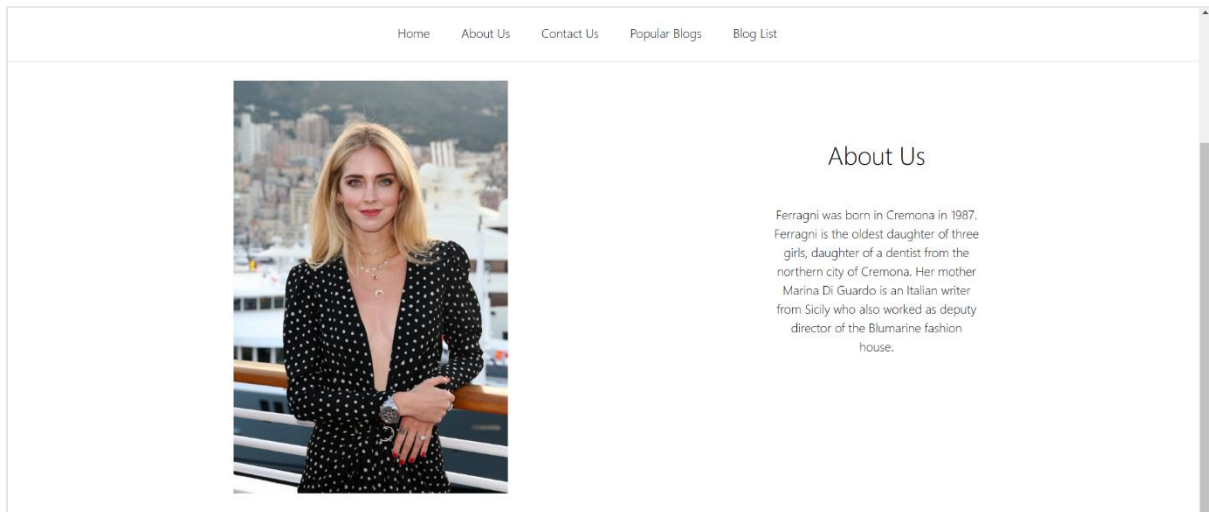 Home About Us Contact Us Popular Blogs Blog List
About Us
Ferragni was born in Cremona in 1987.
Ferragni is the oldest daughter of three
girls, daughter of a dentist from the
northern city of Cremona. Her mother
Marina Di Guardo is an Italian writer
from Sicily who also worked as deputy
director of the Blumarine fashion
house.